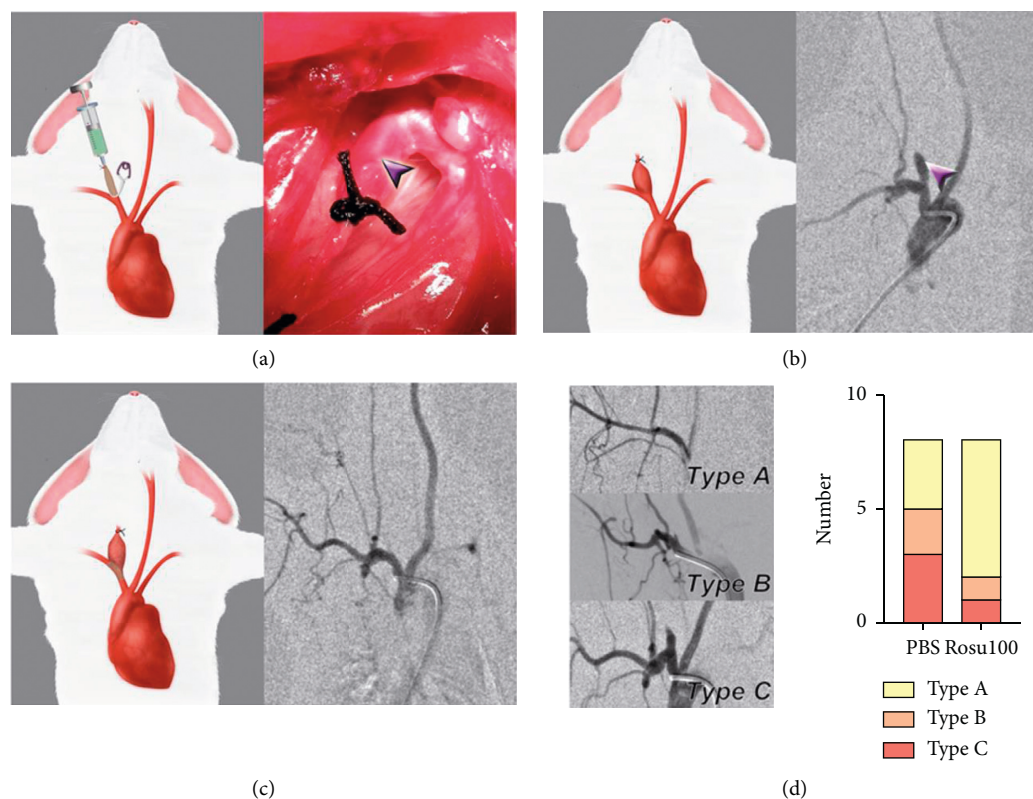 (a)
(b)
(c)
Type A
Type B
Type C
10
5
0
Number
PBS Rosu100
Type A
Type B
Type C
(d)